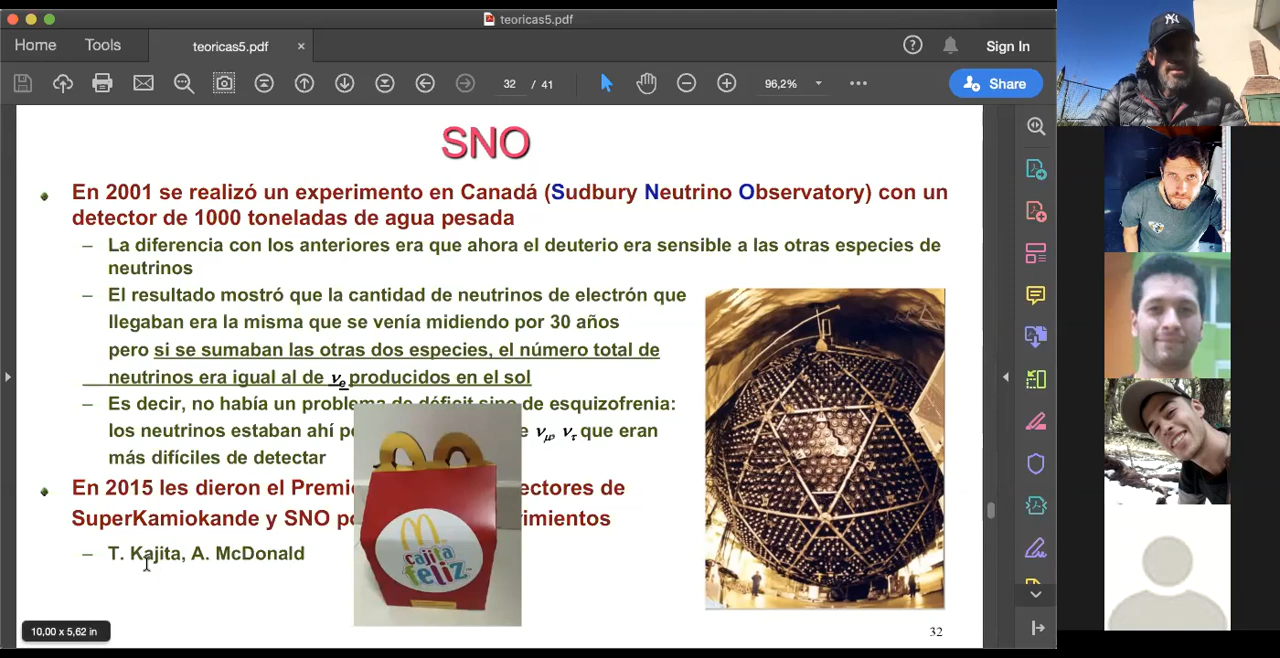 teoricas5.pdf
Home Tools teoricas5.pdf × Sign In
32 / 41 96,2% Share
SNO
En 2001 se realizó un experimento en Canadá (Sudbury Neutrino Observatory) con un
detector de 1000 toneladas de agua pesada
– La diferencia con los anteriores era que ahora el deuterio era sensible a las otras especies de
neutrinos
– El resultado mostró que la cantidad de neutrinos de electrón que
llegaban era la misma que se venía midiendo por 30 años
pero si se sumaban las otras dos especies, el número total de
neutrinos era igual al de νe producidos en el sol
– Es decir, no había un problema de déficit sino de esquizofrenia:
los neutrinos estaban ahí νμ, ντ que eran
más difíciles de detectar
En 2015 les dieron el
SuperKamiokande y SNO
– T. Kajita, A. McDonald
cajita
feliz
10,00 x 5,62 in
32
NY